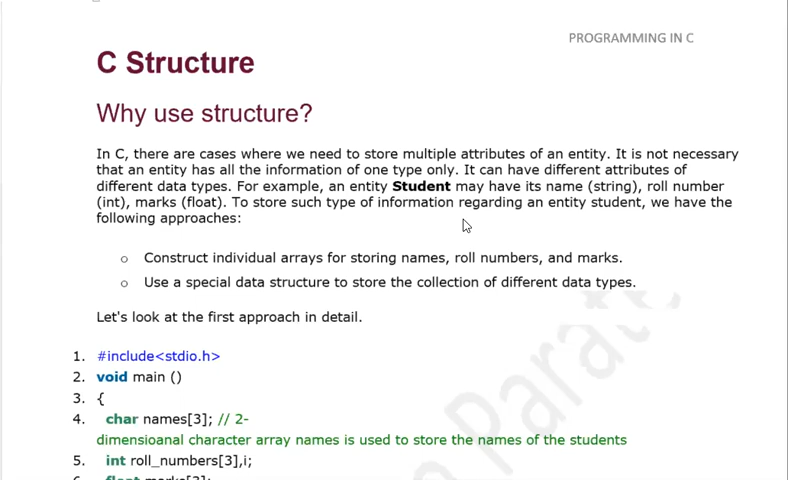 PROGRAMMING IN C
C Structure
Why use structure?
In C, there are cases where we need to store multiple attributes of an entity. It is not necessary
that an entity has all the information of one type only. It can have different attributes of
different data types. For example, an entity Student may have its name (string), roll number
(int), marks (float). To store such type of information regarding an entity student, we have the
following approaches:
o Construct individual arrays for storing names, roll numbers, and marks.
o Use a special data structure to store the collection of different data types.
Let's look at the first approach in detail.
1. #include<stdio.h>
2. void main ()
3. {
4. char names[3]; // 2-
dimensioanal character array names is used to store the names of the students
5. int roll_numbers[3],i;
6. float marks[3];